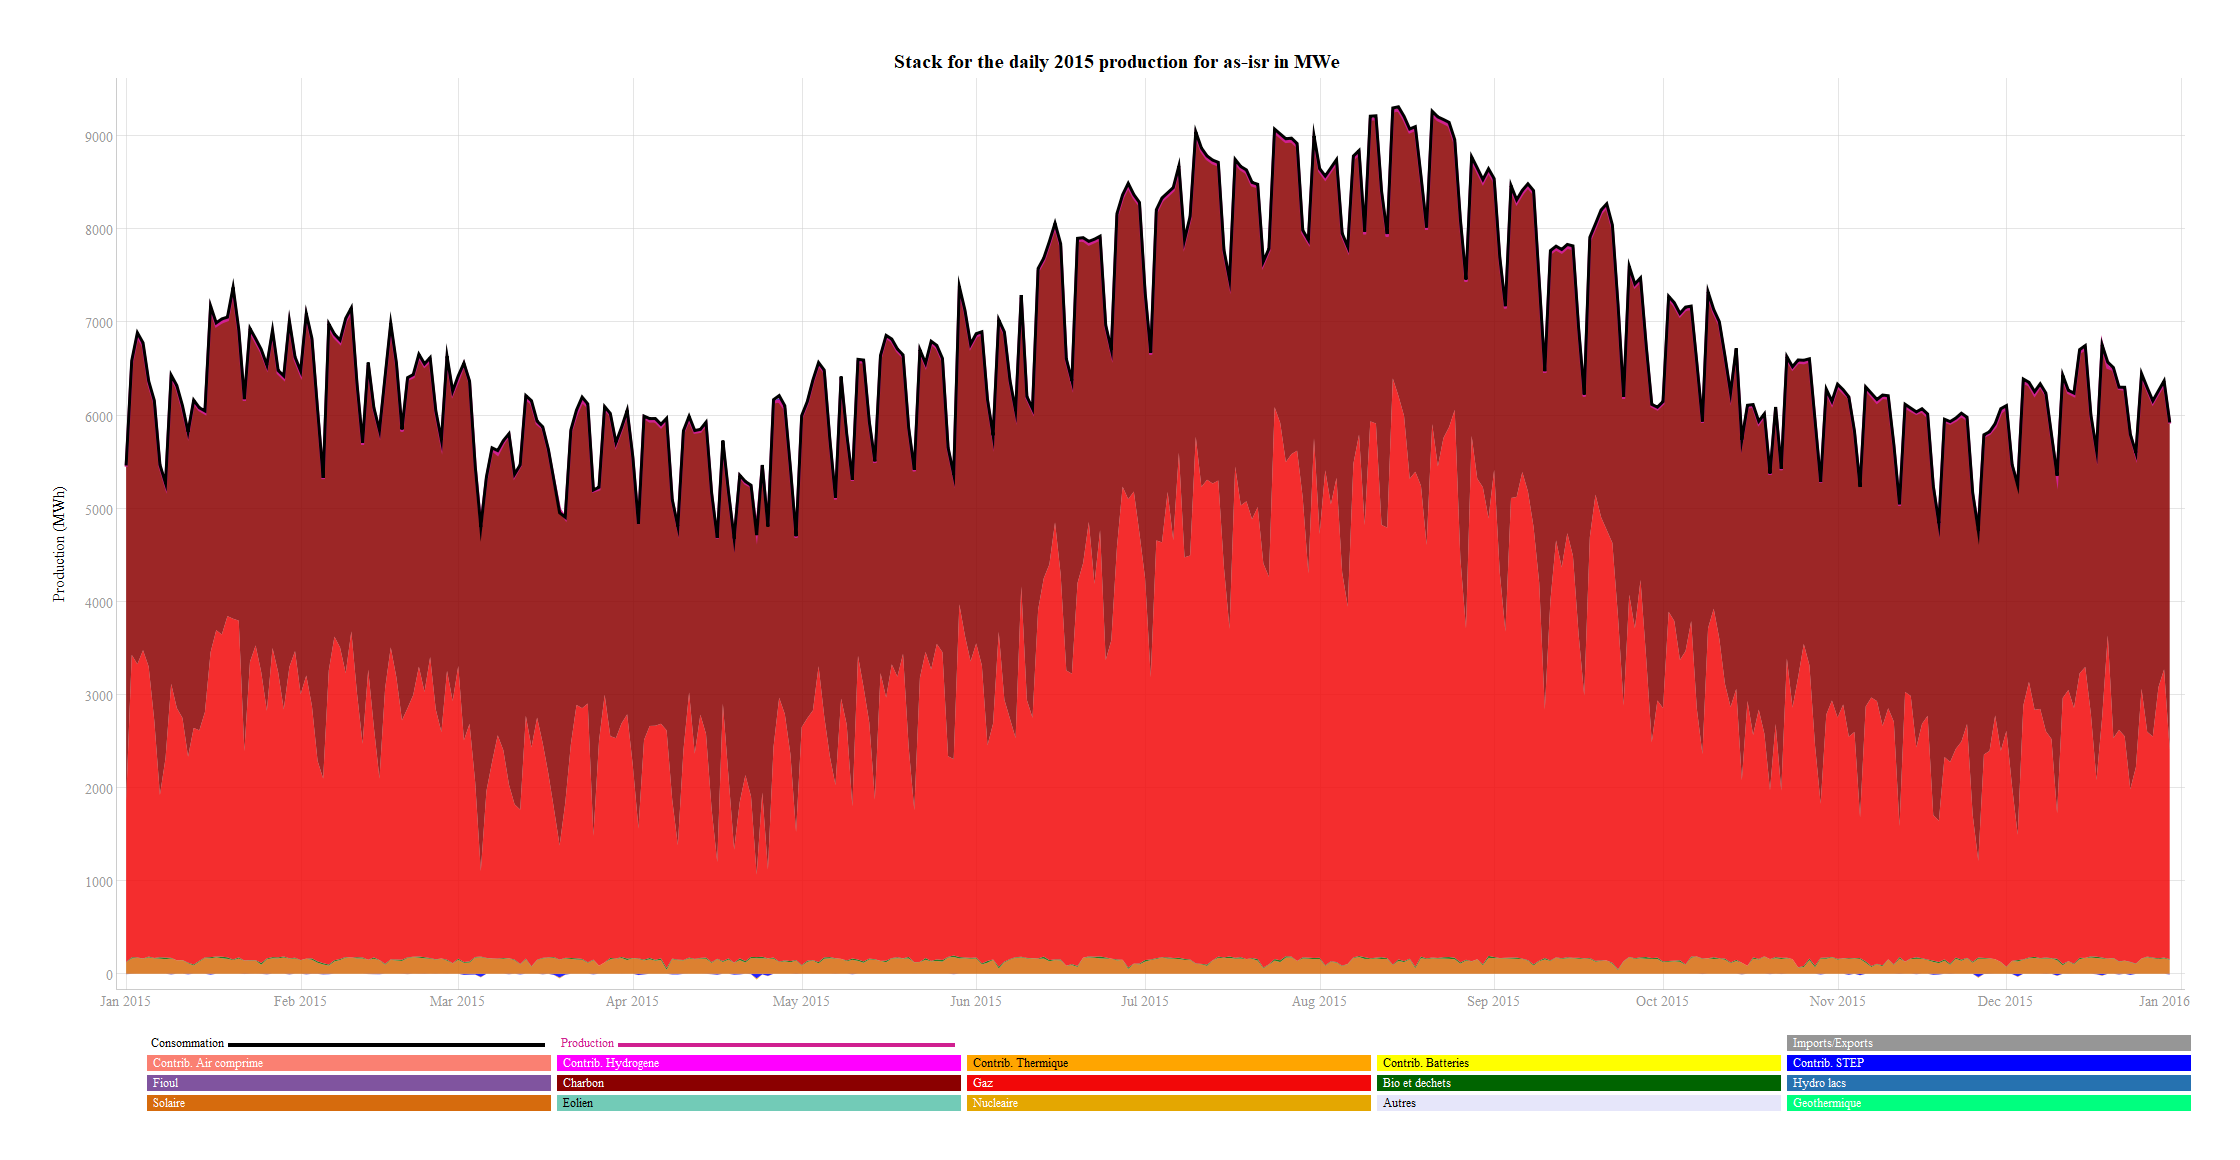 Stack for the daily 2015 production for as-isr in MWe
9000
8000
7000
6000
5000
4000
3000
2000
1000
0
Production (MWh)
Jan 2015 Feb 2015 Mar 2015 Apr 2015 May 2015 Jun 2015 Jul 2015 Aug 2015 Sep 2015 Oct 2015 Nov 2015 Dec 2015 Jan 2016
Consommation Production Imports/Exports
Contrib. Air comprime Contrib. Hydrogene Contrib. Thermique Contrib. Batteries Contrib. STEP
Fioul Charbon Gaz Bio et dechets Hydro lacs
Solaire Eolien Nucleaire Autres Geothermique